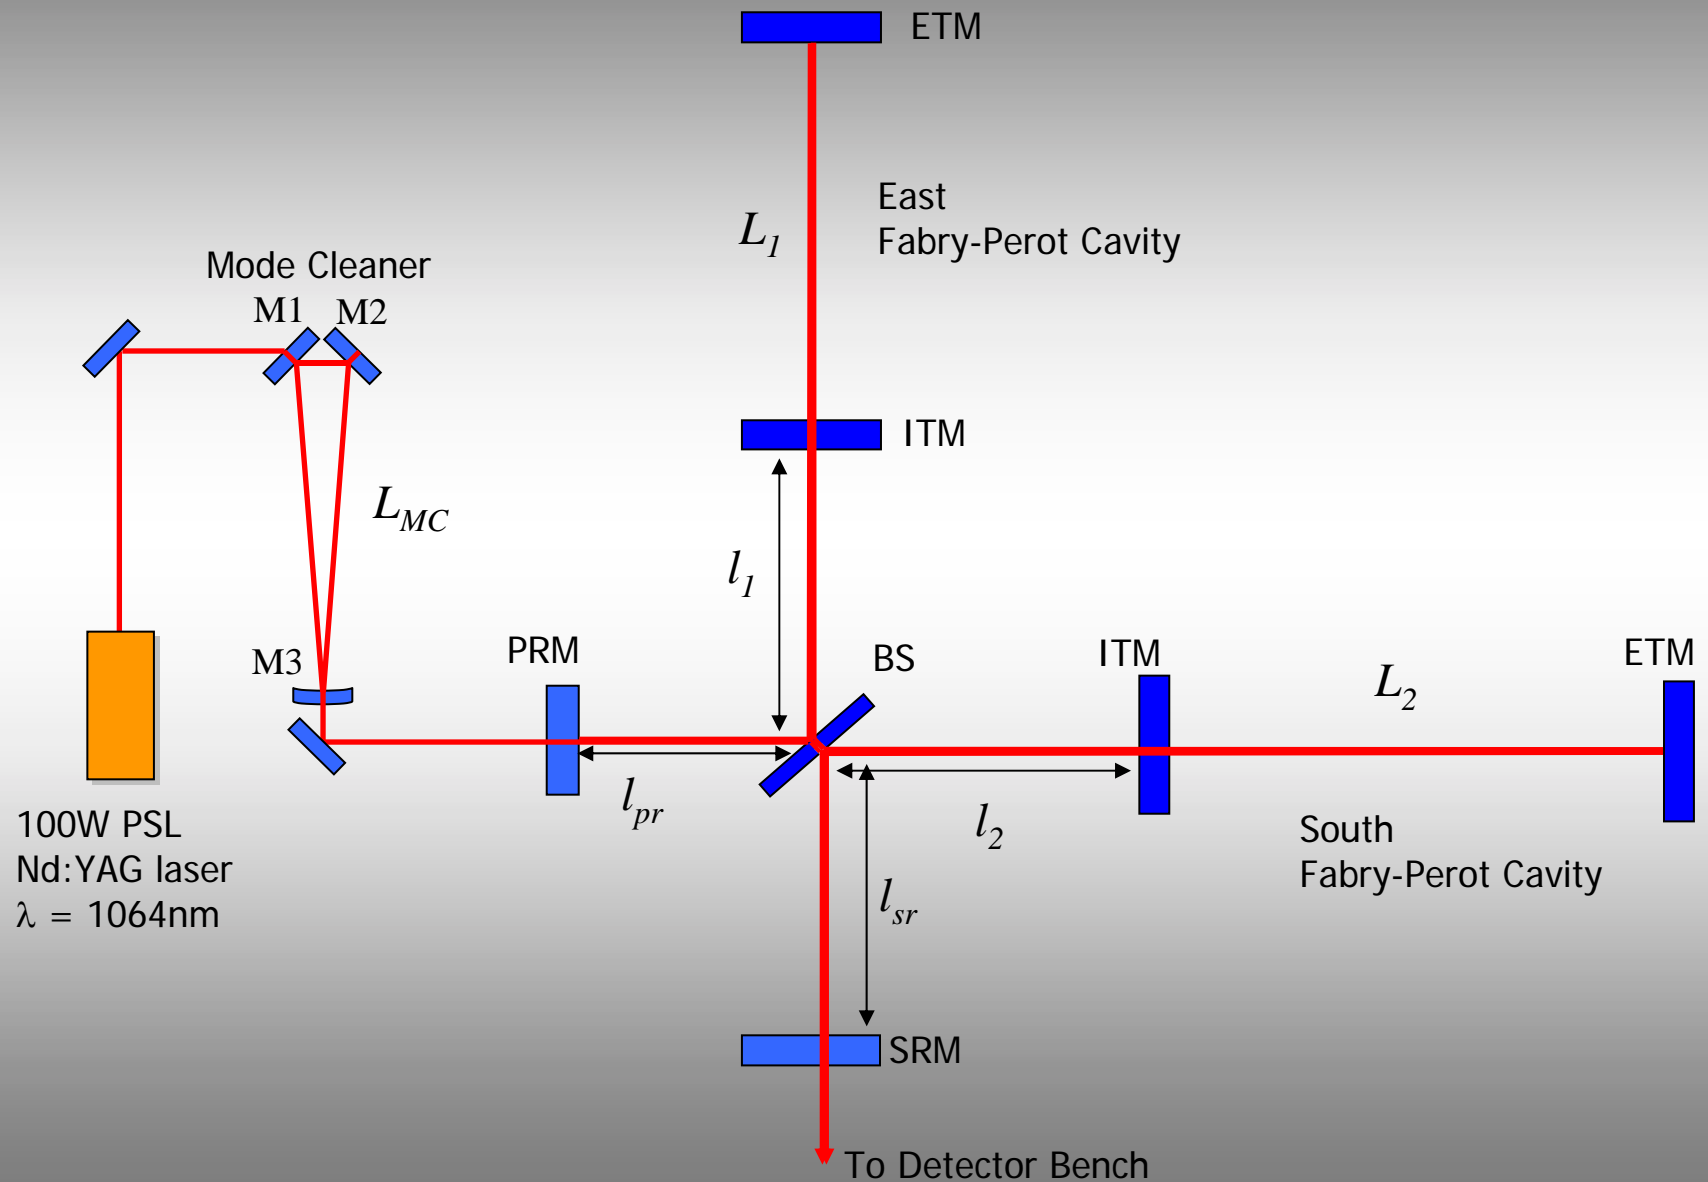 ETM
East
Fabry-Perot Cavity
L1
Mode Cleaner
M1
M2
ITM
LMC
l1
M3
PRM
BS
ITM
ETM
L2
lpr
l2
100W PSL
Nd:YAG laser
λ = 1064nm
South
Fabry-Perot Cavity
lsr
SRM
To Detector Bench